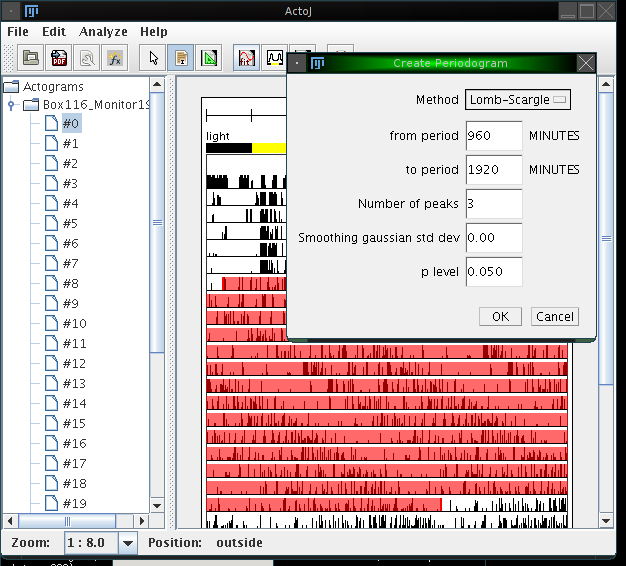 ActoJ
File Edit Analyze Help
Actograms
Box116_Monitor19
#0
#1
#2
#3
#4
#5
#6
#7
#8
#9
#10
#11
#12
#13
#14
#15
#16
#17
#18
#19
light
Create Periodogram
Method Lomb-Scargle
from period 960 MINUTES
to period 1920 MINUTES
Number of peaks 3
Smoothing gaussian std dev 0.00
p level 0.050
OK Cancel
Zoom: 1 : 8.0 Position: outside